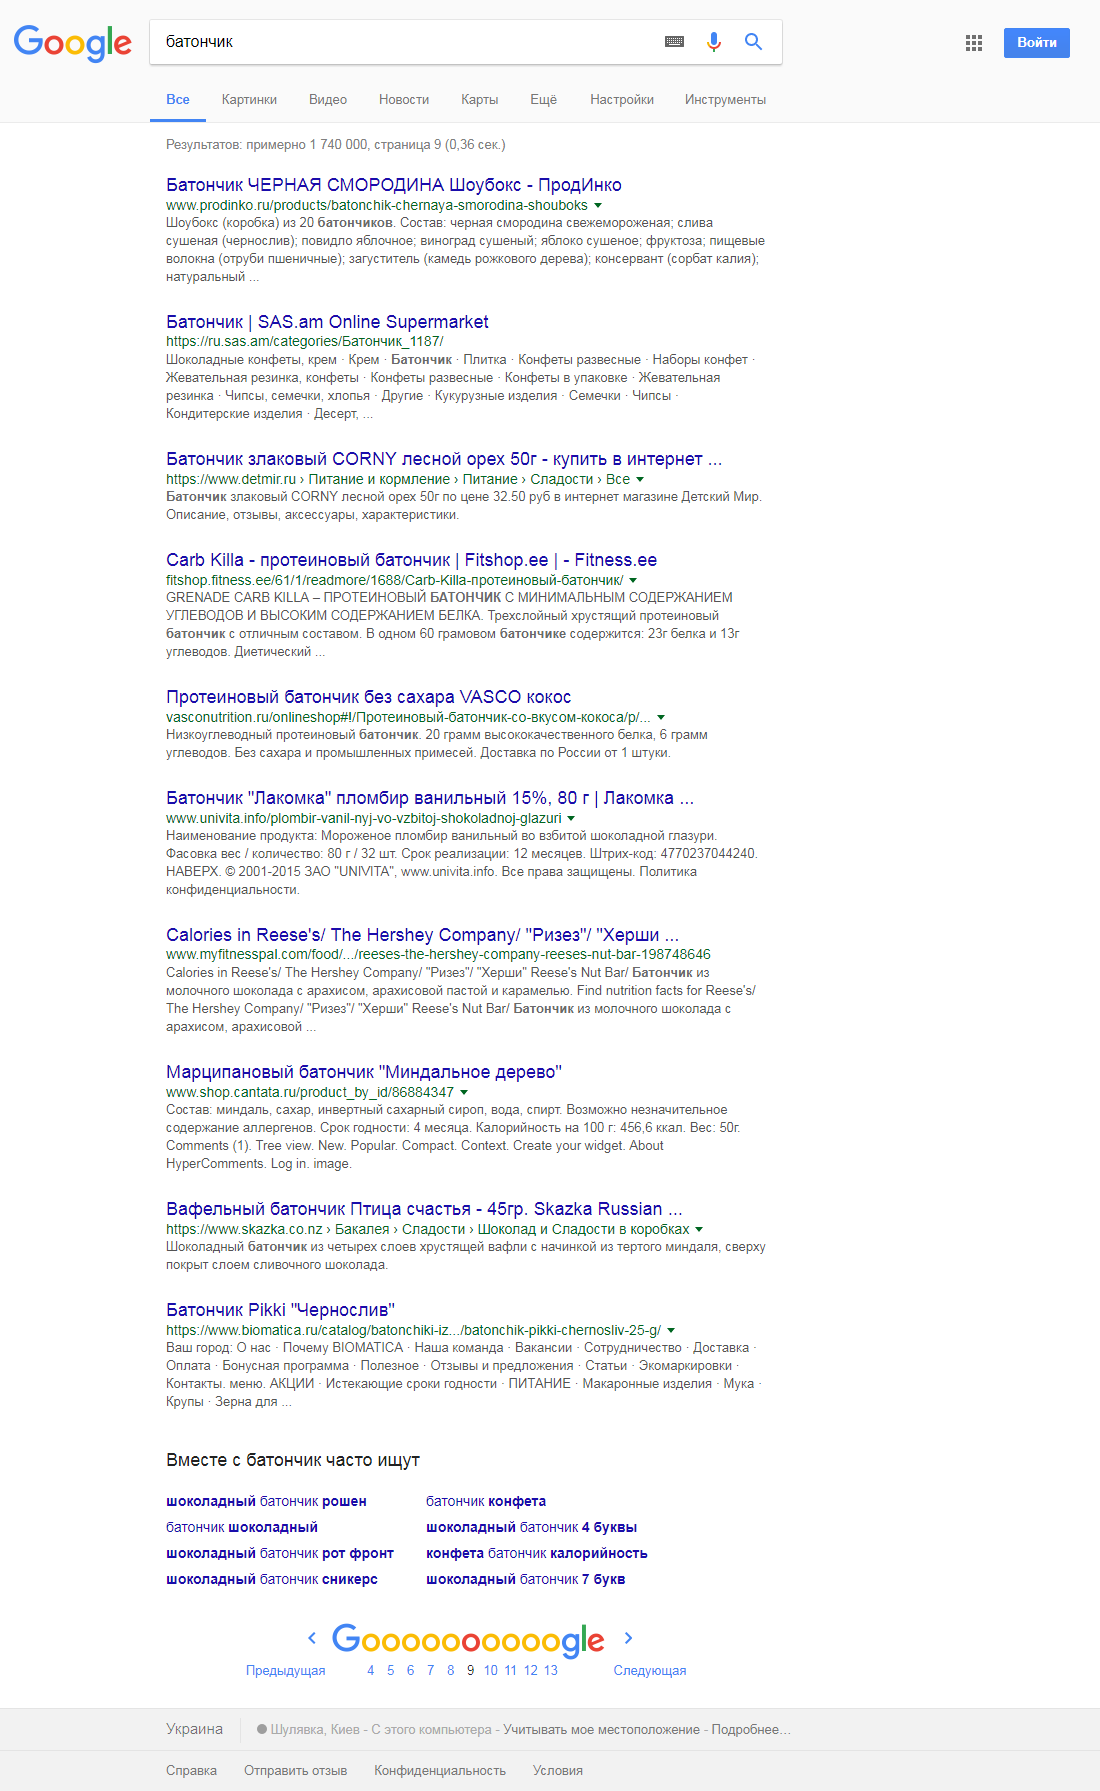 Google
батончик
Войти
Все Картинки Видео Новости Карты Ещё Настройки Инструменты
Результатов: примерно 1 740 000, страница 9 (0,36 сек.)
Батончик ЧЕРНАЯ СМОРОДИНА Шоубокс - ПродИнко
www.prodinko.ru/products/batonchik-chernaya-smorodina-shouboks
Шоубокс (коробка) из 20 батончиков. Состав: черная смородина свежемороженая; слива
сушеная (чернослив); повидло яблочное; виноград сушеный; яблоко сушеное; фруктоза; пищевые
волокна (отруби пшеничные); загуститель (камедь рожкового дерева); консервант (сорбат калия);
натуральный ...
Батончик | SAS.am Online Supermarket
https://ru.sas.am/categories/Батончик_1187/
Шоколадные конфеты, крем · Крем · Батончик · Плитка · Конфеты развесные · Наборы конфет ·
Жевательная резинка, конфеты · Конфеты развесные · Конфеты в упаковке · Жевательная
резинка · Чипсы, семечки, хлопья · Другие · Кукурузные изделия · Семечки · Чипсы ·
Кондитерские изделия · Десерт, ...
Батончик злаковый CORNY лесной орех 50г - купить в интернет ...
https://www.detmir.ru › Питание и кормление › Питание › Сладости › Все
Батончик злаковый CORNY лесной орех 50г по цене 32.50 руб в интернет магазине Детский Мир.
Описание, отзывы, аксессуары, характеристики.
Carb Killa - протеиновый батончик | Fitshop.ee | - Fitness.ee
fitshop.fitness.ee/61/1/readmore/1688/Carb-Killa-протеиновый-батончик/
GRENADE CARB KILLA – ПРОТЕИНОВЫЙ БАТОНЧИК С МИНИМАЛЬНЫМ СОДЕРЖАНИЕМ
УГЛЕВОДОВ И ВЫСОКИМ СОДЕРЖАНИЕМ БЕЛКА. Трехслойный хрустящий протеиновый
батончик с отличным составом. В одном 60 грамовом батончике содержится: 23г белка и 13г
углеводов. Диетический ...
Протеиновый батончик без сахара VASCO кокос
vasconutrition.ru/onlineshop#!/Протеиновый-батончик-со-вкусом-кокоса/p/...
Низкоуглеводный протеиновый батончик. 20 грамм высококачественного белка, 6 грамм
углеводов. Без сахара и промышленных примесей. Доставка по России от 1 штуки.
Батончик "Лакомка" пломбир ванильный 15%, 80 г | Лакомка ...
www.univita.info/plombir-vanil-nyj-vo-vzbitoj-shokoladnoj-glazuri
Наименование продукта: Мороженое пломбир ванильный во взбитой шоколадной глазури.
Фасовка вес / количество: 80 г / 32 шт. Срок реализации: 12 месяцев. Штрих-код: 4770237044240.
НАВЕРХ. © 2001-2015 ЗАО "UNIVITA", www.univita.info. Все права защищены. Политика
конфиденциальности.
Calories in Reese's/ The Hershey Company/ "Ризез"/ "Херши ...
www.myfitnesspal.com/food/.../reeses-the-hershey-company-reeses-nut-bar-198748646
Calories in Reese's/ The Hershey Company/ "Ризез"/ "Херши" Reese's Nut Bar/ Батончик из
молочного шоколада с арахисом, арахисовой пастой и карамелью. Find nutrition facts for Reese's/
The Hershey Company/ "Ризез"/ "Херши" Reese's Nut Bar/ Батончик из молочного шоколада с
арахисом, арахисовой ...
Марципановый батончик "Миндальное дерево"
www.shop.cantata.ru/product_by_id/86884347
Состав: миндаль, сахар, инвертный сахарный сироп, вода, спирт. Возможно незначительное
содержание аллергенов. Срок годности: 4 месяца. Калорийность на 100 г: 456,6 ккал. Вес: 50г.
Comments (1). Tree view. New. Popular. Compact. Context. Create your widget. About
HyperComments. Log in. image.
Вафельный батончик Птица счастья - 45гр. Skazka Russian ...
https://www.skazka.co.nz › Бакалея › Сладости › Шоколад и Сладости в коробках
Шоколадный батончик из четырех слоев хрустящей вафли с начинкой из тертого миндаля, сверху
покрыт слоем сливочного шоколада.
Батончик Pikki "Чернослив"
https://www.biomatica.ru/catalog/batonchiki-iz.../batonchik-pikki-chernosliv-25-g/
Ваш город: О нас · Почему BIOMATICA · Наша команда · Вакансии · Сотрудничество · Доставка ·
Оплата · Бонусная программа · Полезное · Отзывы и предложения · Статьи · Экомаркировки ·
Контакты. меню. АКЦИИ · Истекающие сроки годности · ПИТАНИЕ · Макаронные изделия · Мука ·
Крупы · Зерна для ...
Вместе с батончик часто ищут
шоколадный батончик рошен батончик конфета
батончик шоколадный шоколадный батончик 4 буквы
шоколадный батончик рот фронт конфета батончик калорийность
шоколадный батончик сникерс шоколадный батончик 7 букв
Goooooooooogle
Предыдущая 4 5 6 7 8 9 10 11 12 13 Следующая
Украина Шулявка, Киев - С этого компьютера - Учитывать мое местоположение - Подробнее…
Справка Отправить отзыв Конфиденциальность Условия